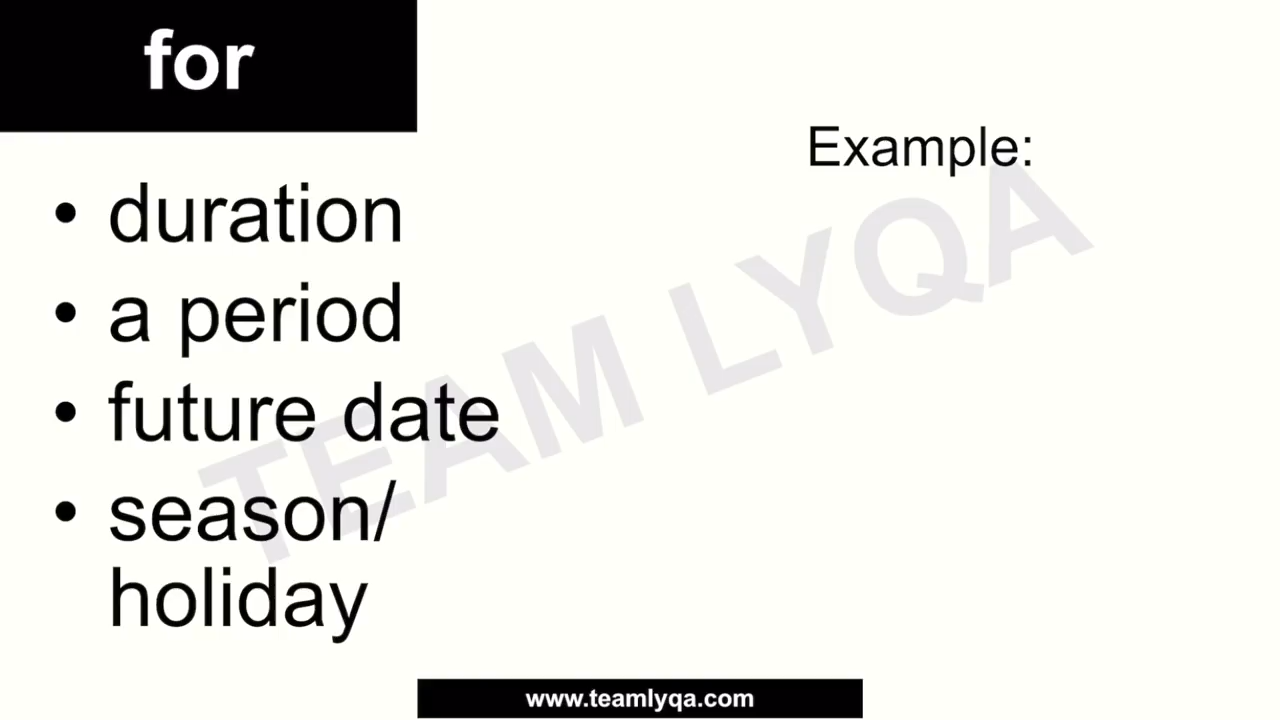 for
Example:
• duration
• a period
• future date
• season/
holiday
TEAM LYQA
www.teamlyqa.com